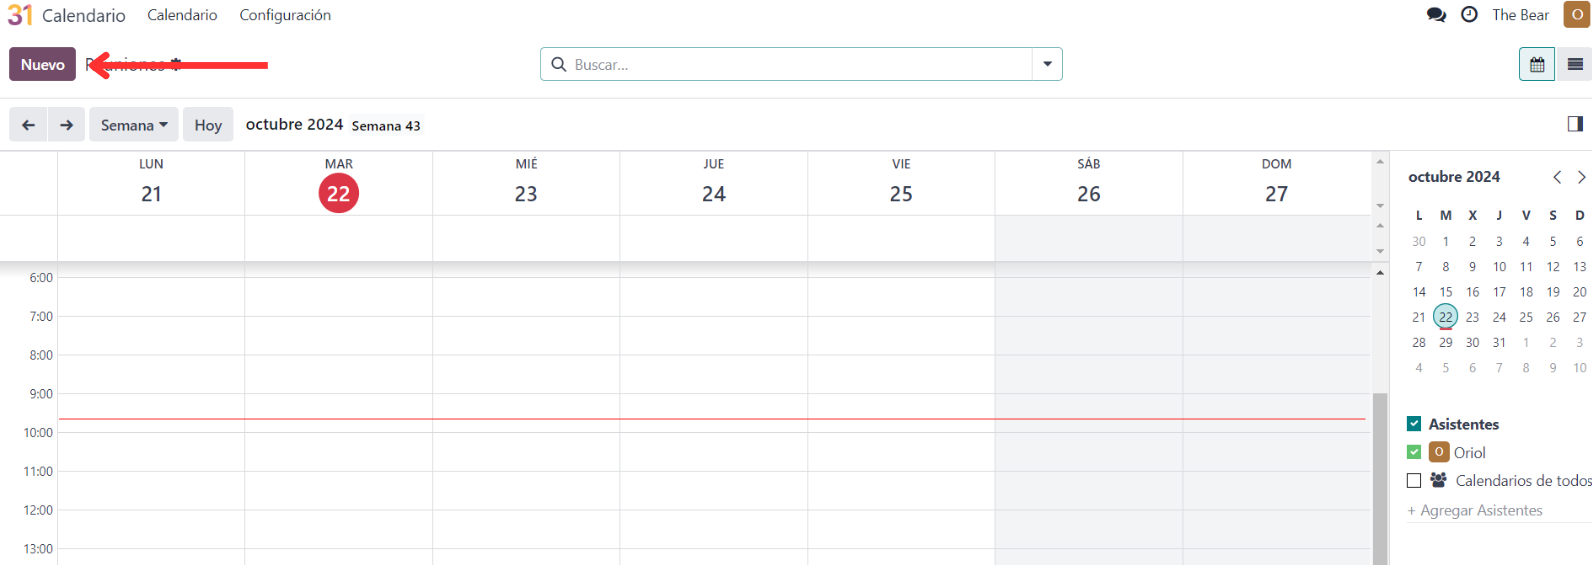 31 Calendario Calendario Configuración The Bear O
Nuevo Reuniones Buscar...
Semana Hoy octubre 2024 Semana 43
LUN MAR MIÉ JUE VIE SÁB DOM
21 22 23 24 25 26 27
6:00
7:00
8:00
9:00
10:00
11:00
12:00
13:00
octubre 2024
L M X J V S D
30 1 2 3 4 5 6
7 8 9 10 11 12 13
14 15 16 17 18 19 20
21 22 23 24 25 26 27
28 29 30 31 1 2 3
4 5 6 7 8 9 10
Asistentes
O Oriol
Calendarios de todos
+ Agregar Asistentes